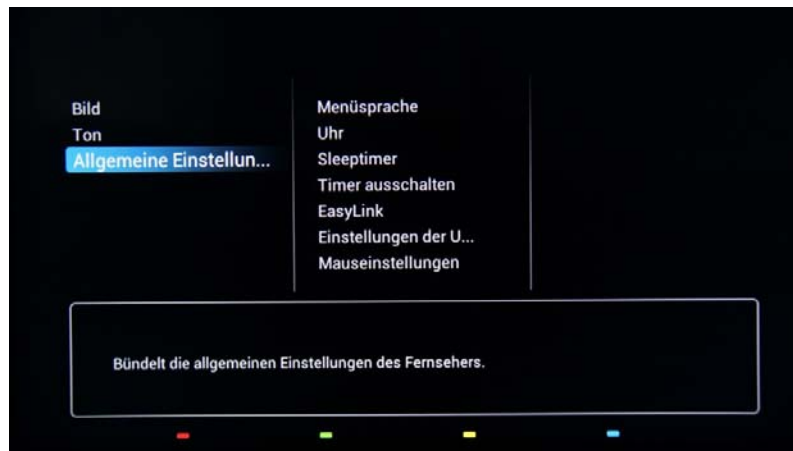 Bild
Ton
Allgemeine Einstellun...
Menüsprache
Uhr
Sleeptimer
Timer ausschalten
EasyLink
Einstellungen der U...
Mauseinstellungen
Bündelt die allgemeinen Einstellungen des Fernsehers.